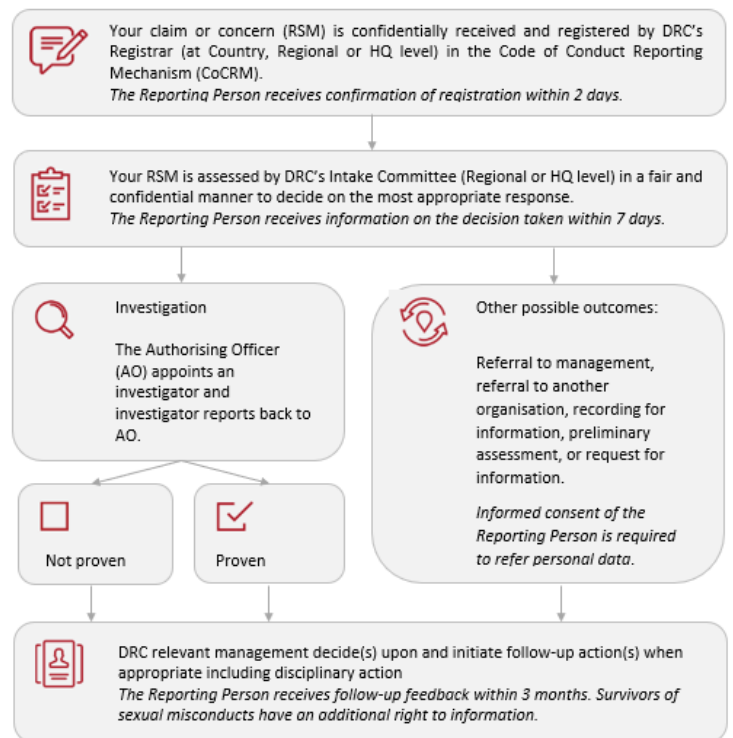 Your claim or concern (RSM) is confidentially received and registered by DRC's
Registrar (at Country, Regional or HQ level) in the Code of Conduct Reporting
Mechanism (CoCRM).
The Reporting Person receives confirmation of registration within 2 days.
Your RSM is assessed by DRC's Intake Committee (Regional or HQ level) in a fair and
confidential manner to decide on the most appropriate response.
The Reporting Person receives information on the decision taken within 7 days.
Investigation
The Authorising Officer
(AO) appoints an
investigator and
investigator reports back to
AO.
Other possible outcomes:
Referral to management,
referral to another
organisation, recording for
information, preliminary
assessment, or request for
information.
Informed consent of the
Reporting Person is required
to refer personal data.
Not proven
Proven
DRC relevant management decide(s) upon and initiate follow-up action(s) when
appropriate including disciplinary action
The Reporting Person receives follow-up feedback within 3 months. Survivors of
sexual misconducts have an additional right to information.